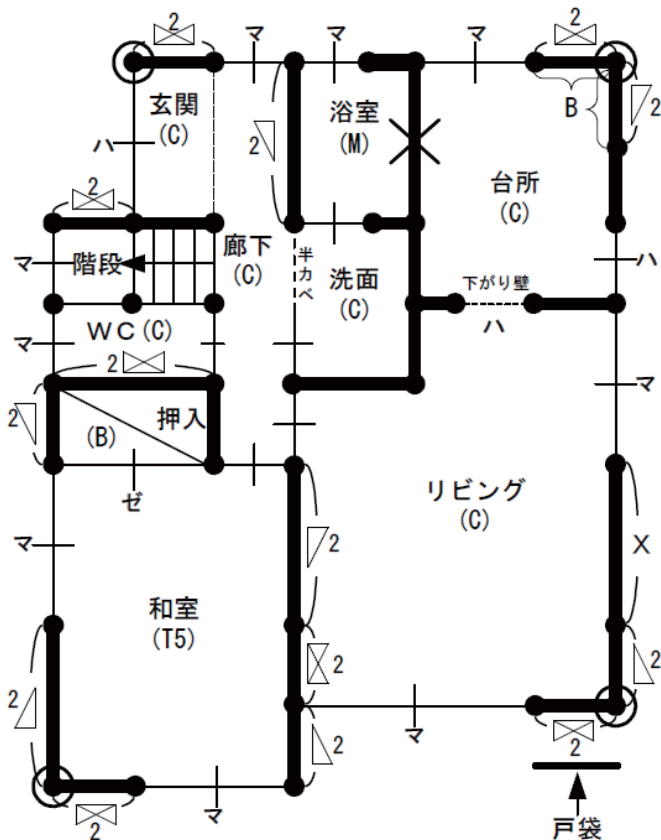 2
マ
マ
マ
2
玄関
(C)
2
浴室
(M)
B
2
ハ
台所
(C)
2
マ
階段
廊下
(C)
半カベ
洗面
(C)
下がり壁
ハ
ハ
マ
WC(C)
2
マ
2
押入
(B)
ゼ
リビング
(C)
2
X
マ
和室
(T5)
2
2
2
2
マ
2
2
マ
戸袋